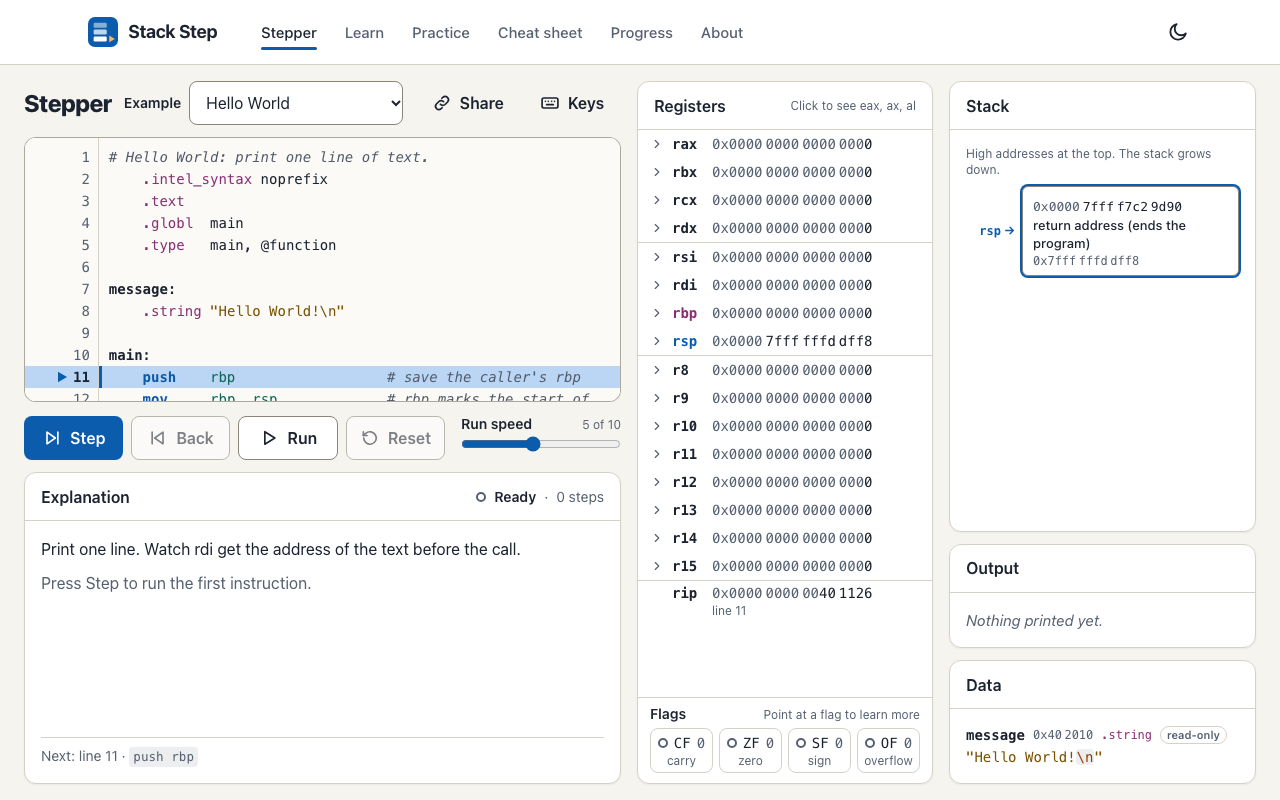 Stack Step
Stepper Learn Practice Cheat sheet Progress About
Stepper Example Hello World Share Keys
1 # Hello World: print one line of text.
2 .intel_syntax noprefix
3 .text
4 .globl main
5 .type main, @function
6
7 message:
8 .string "Hello World!\n"
9
10 main:
11 push rbp # save the caller's rbp
12 mov rbp, rsp # rbp marks the start of
Step Back Run Reset Run speed 5 of 10
Explanation Ready · 0 steps
Print one line. Watch rdi get the address of the text before the call.
Press Step to run the first instruction.
Next: line 11 · push rbp
Registers Click to see eax, ax, al
rax 0x0000 0000 0000 0000
rbx 0x0000 0000 0000 0000
rcx 0x0000 0000 0000 0000
rdx 0x0000 0000 0000 0000
rsi 0x0000 0000 0000 0000
rdi 0x0000 0000 0000 0000
rbp 0x0000 0000 0000 0000
rsp 0x0000 7fff fffd dff8
r8 0x0000 0000 0000 0000
r9 0x0000 0000 0000 0000
r10 0x0000 0000 0000 0000
r11 0x0000 0000 0000 0000
r12 0x0000 0000 0000 0000
r13 0x0000 0000 0000 0000
r14 0x0000 0000 0000 0000
r15 0x0000 0000 0000 0000
rip 0x0000 0000 0040 1126
line 11
Flags Point at a flag to learn more
CF 0 ZF 0 SF 0 OF 0
carry zero sign overflow
Stack
High addresses at the top. The stack grows
down.
rsp → 0x0000 7fff f7c2 9d90
return address (ends the
program)
0x7fff fffd dff8
Output
Nothing printed yet.
Data
message 0x40 2010 .string read-only
"Hello World!\n"